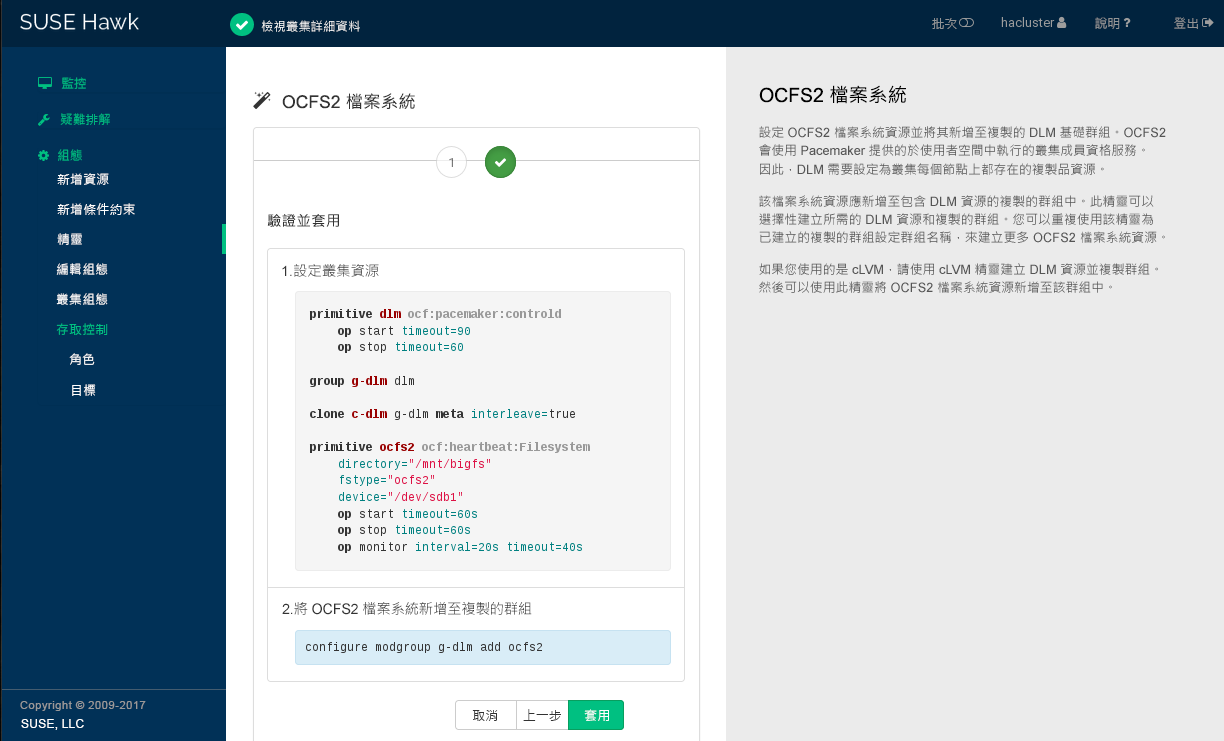 SUSE Hawk
檢視叢集詳細資料
批次
hacluster
說明 ?
登出
監控
疑難排解
組態
新增資源
新增條件約束
精靈
編輯組態
叢集組態
存取控制
角色
目標
Copyright © 2009-2017
SUSE, LLC
OCFS2 檔案系統
1
驗證並套用
1.設定叢集資源
primitive dlm ocf:pacemaker:controld
op start timeout=90
op stop timeout=60
group g-dlm dlm
clone c-dlm g-dlm meta interleave=true
primitive ocfs2 ocf:heartbeat:Filesystem
directory="/mnt/bigfs"
fstype="ocfs2"
device="/dev/sdb1"
op start timeout=60s
op stop timeout=60s
op monitor interval=20s timeout=40s
2.將 OCFS2 檔案系統新增至複製的群組
configure modgroup g-dlm add ocfs2
取消
上一步
套用
OCFS2 檔案系統
設定 OCFS2 檔案系統資源並將其新增至複製的 DLM 基礎群組。OCFS2
會使用 Pacemaker 提供的於使用者空間中執行的叢集成員資格服務。
因此，DLM 需要設定為叢集每個節點上都存在的複製品資源。
該檔案系統資源應新增至包含 DLM 資源的複製的群組中。此精靈可以
選擇性建立所需的 DLM 資源和複製的群組。您可以重複使用該精靈為
已建立的複製的群組設定群組名稱，來建立更多 OCFS2 檔案系統資源。
如果您使用的是 cLVM，請使用 cLVM 精靈建立 DLM 資源並複製群組。
然後可以使用此精靈將 OCFS2 檔案系統資源新增至該群組中。